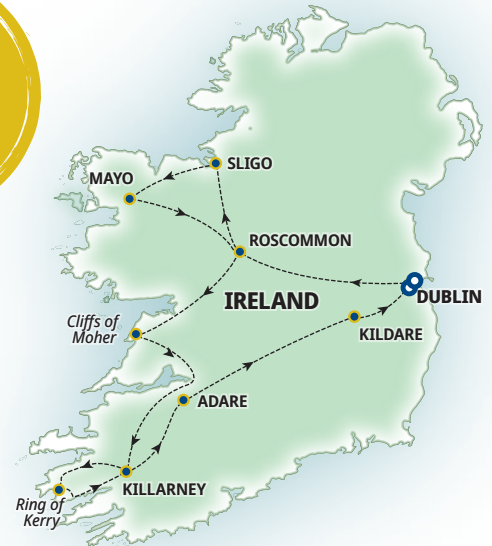 SLIGO
MAYO
ROSCOMMON
IRELAND
DUBLIN
Cliffs of
Moher
KILDARE
ADARE
KILLARNEY
Ring of
Kerry